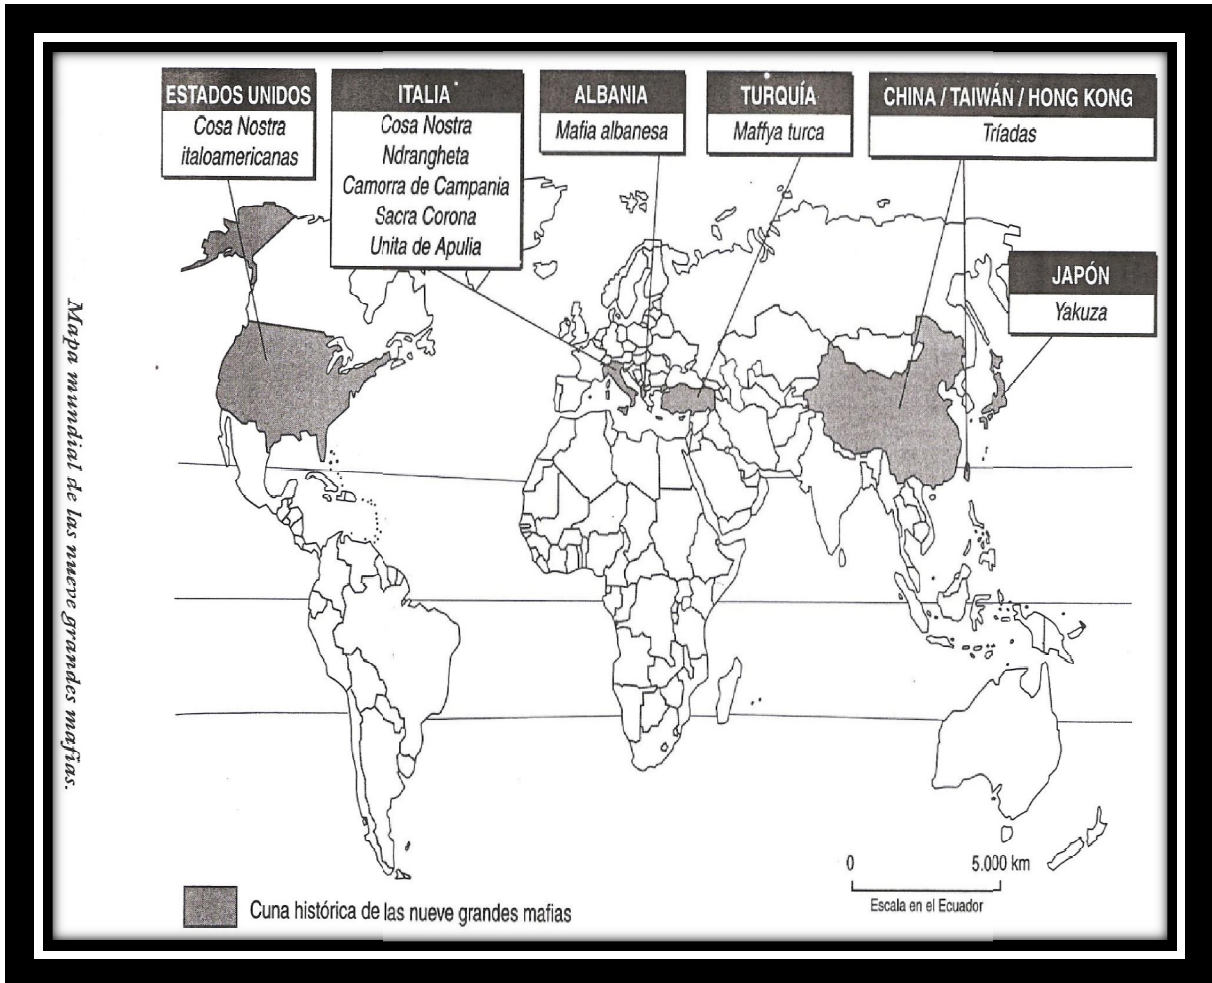 ESTADOS UNIDOS
Cosa Nostra
italoamericanas
ITALIA
Cosa Nostra
Ndrangheta
Camorra de Campania
Sacra Corona
Unita de Apulia
ALBANIA
Mafia albanesa
TURQUÍA
Maffya turca
CHINA / TAIWÁN / HONG KONG
Tríadas
JAPÓN
Yakuza
Mapa mundial de las nueve grandes mafias.
0 5.000 km
Escala en el Ecuador
Cuna histórica de las nueve grandes mafias